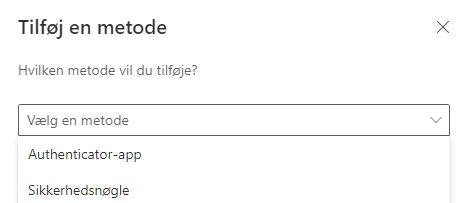 Tilføj en metode
Hvilken metode vil du tilføje?
Vælg en metode
Authenticator-app
Sikkerhedsnøgle